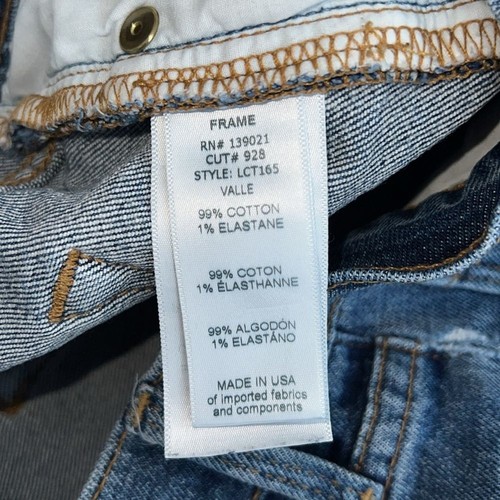 FRAME
RN# 139021
CUT# 928
STYLE: LCT165
VALLE
99% COTTON
1% ELASTANE
99% COTON
1% ÉLASTHANNE
99% ALGODÓN
1% ELASTÁNO
MADE IN USA
of imported fabrics
and components